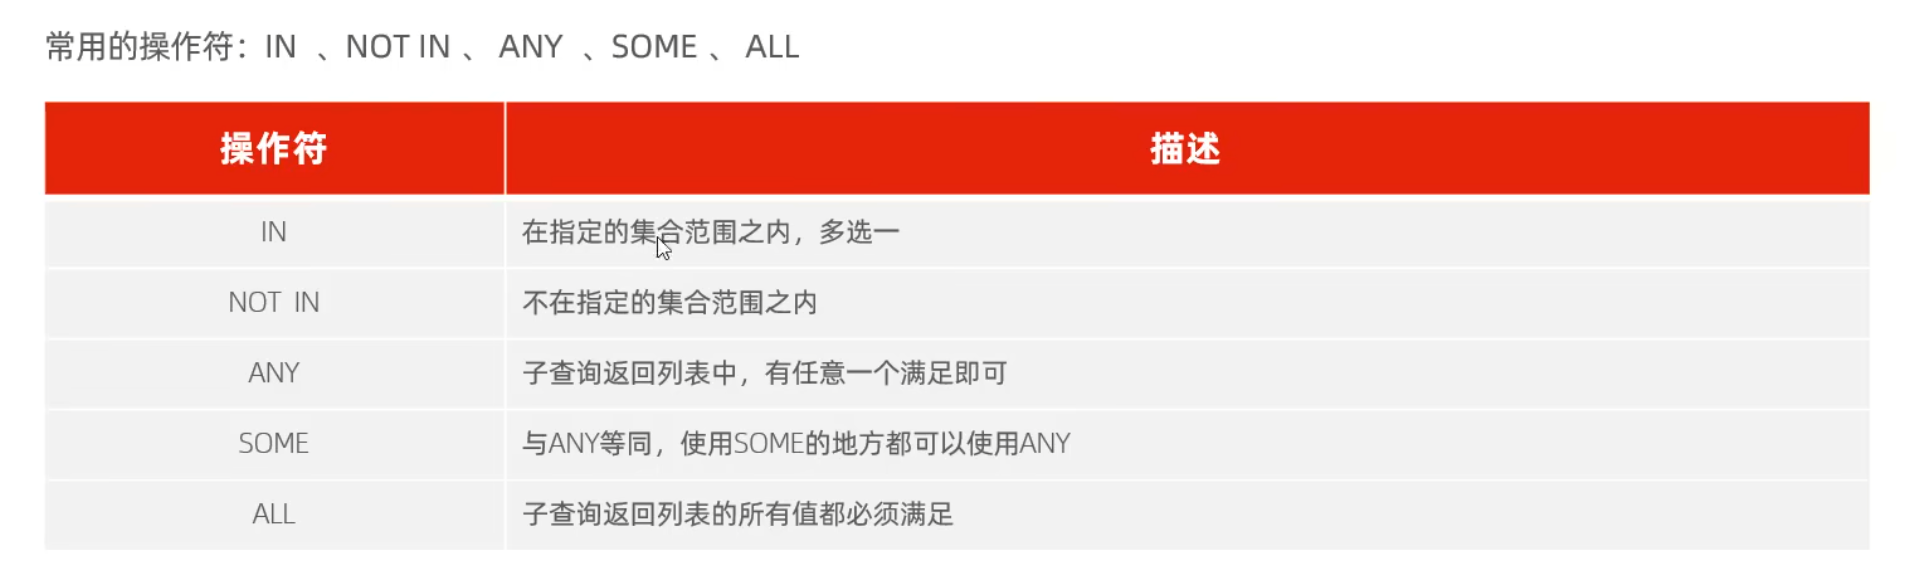 常用的操作符：IN 、NOT IN 、 ANY 、SOME 、 ALL
操作符 描述
IN 在指定的集合范围之内，多选一
NOT IN 不在指定的集合范围之内
ANY 子查询返回列表中，有任意一个满足即可
SOME 与ANY等同，使用SOME的地方都可以使用ANY
ALL 子查询返回列表的所有值都必须满足